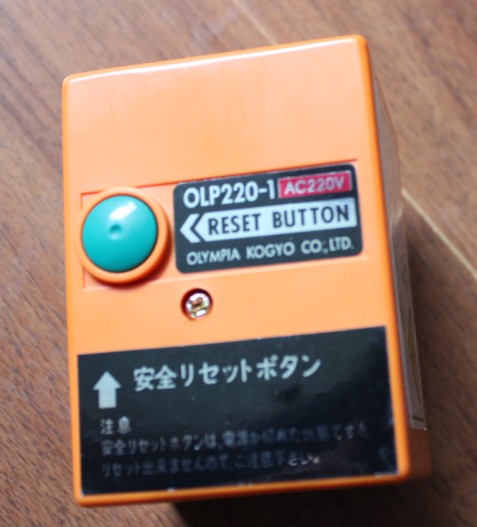 OLP220-1 AC220V
RESET BUTTON
OLYMPIA KOGYO CO.,LTD.
安全リセットボタン
注意
安全リセットボタンは、電源が切れた状態ですと
リセット出来ませんので、ご注意下さい。